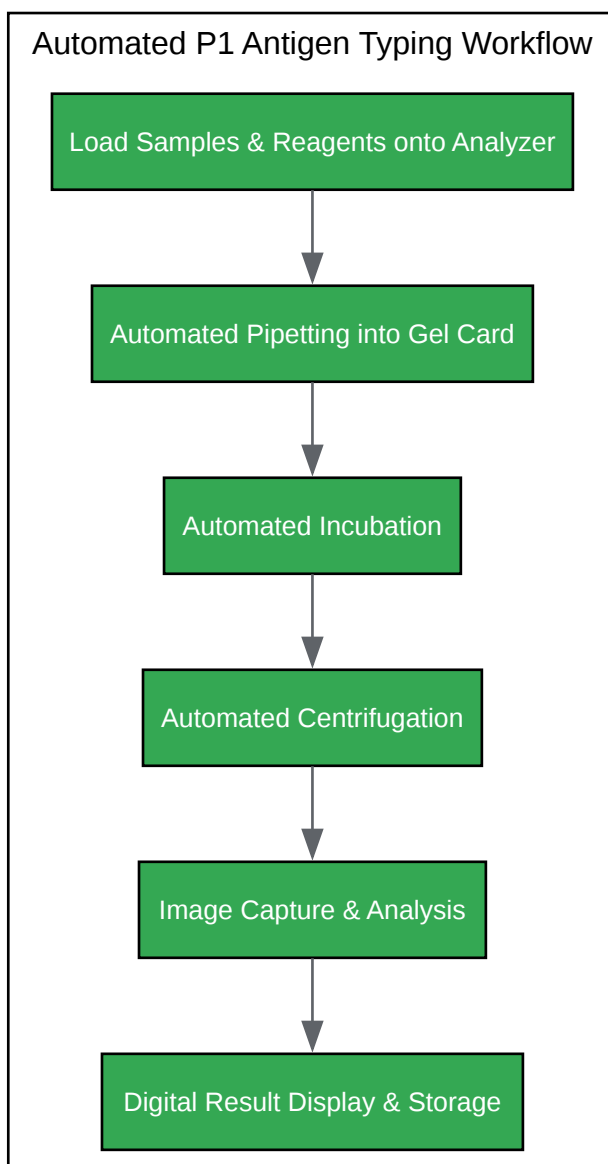 Automated P1 Antigen Typing Workflow
Load Samples & Reagents onto Analyzer
Automated Pipetting into Gel Card
Automated Incubation
Automated Centrifugation
Image Capture & Analysis
Digital Result Display & Storage